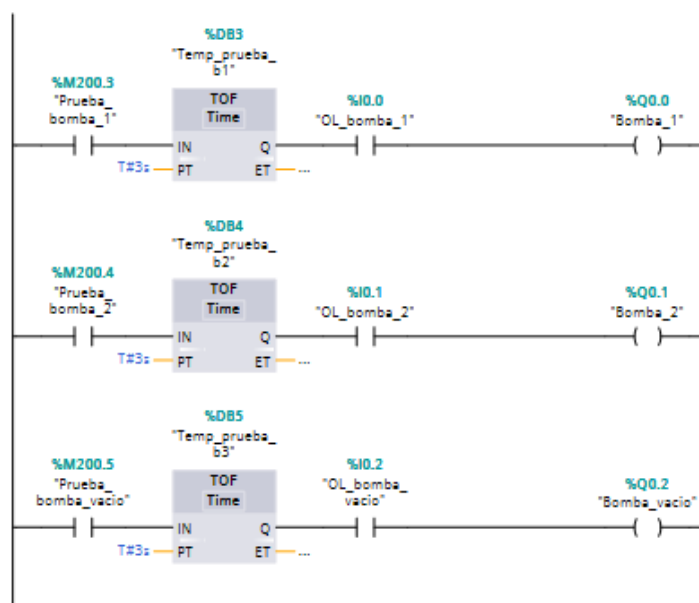 %DB3
"Temp_prueba_
b1"
%M200.3
"Prueba_
bomba_1"
TOF
Time
%I0.0
"OL_bomba_1"
%Q0.0
"Bomba_1"
IN Q
T#3s PT ET ...
%DB4
"Temp_prueba_
b2"
%M200.4
"Prueba_
bomba_2"
TOF
Time
%I0.1
"OL_bomba_2"
%Q0.1
"Bomba_2"
IN Q
T#3s PT ET ...
%DB5
"Temp_prueba_
b3"
%M200.5
"Prueba_
bomba_vacio"
TOF
Time
%I0.2
"OL_bomba_
vacio"
%Q0.2
"Bomba_vacio"
IN Q
T#3s PT ET ...